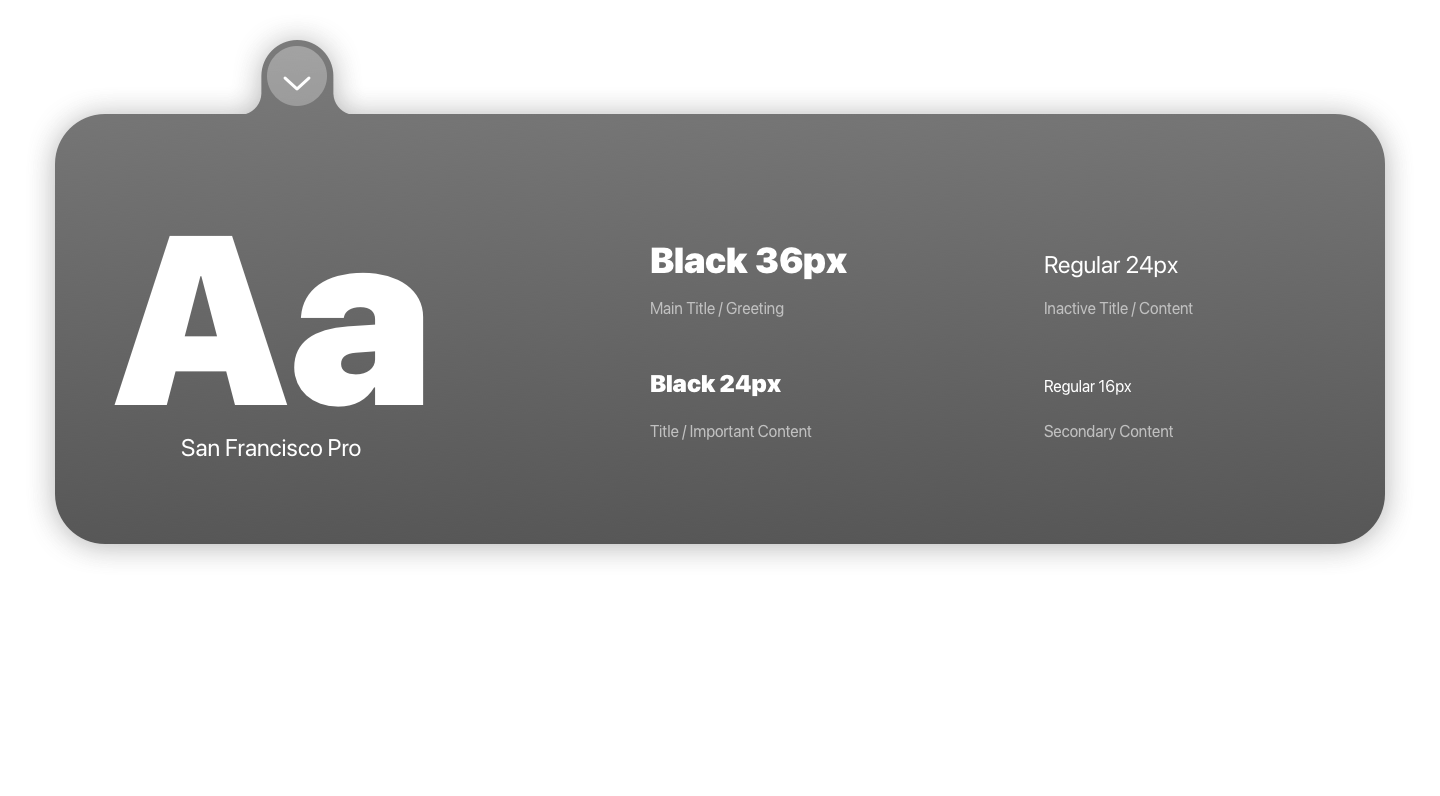 Aa
San Francisco Pro
Black 36px
Main Title / Greeting
Black 24px
Title / Important Content
Regular 24px
Inactive Title / Content
Regular 16px
Secondary Content